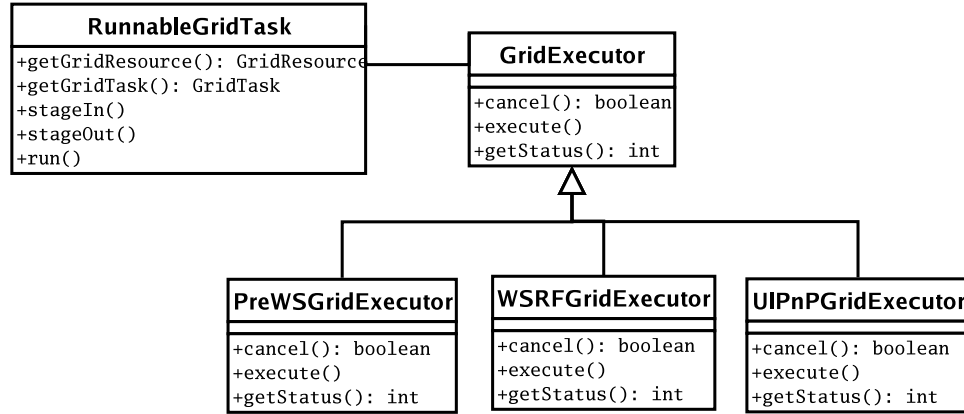 RunnableGridTask
+getGridResource(): GridResource
+getGridTask(): GridTask
+stageIn()
+stageOut()
+run()
GridExecutor
+cancel(): boolean
+execute()
+getStatus(): int
PreWSGridExecutor
+cancel(): boolean
+execute()
+getStatus(): int
WSRFGridExecutor
+cancel(): boolean
+execute()
+getStatus(): int
UIPnPGridExecutor
+cancel(): boolean
+execute()
+getStatus(): int